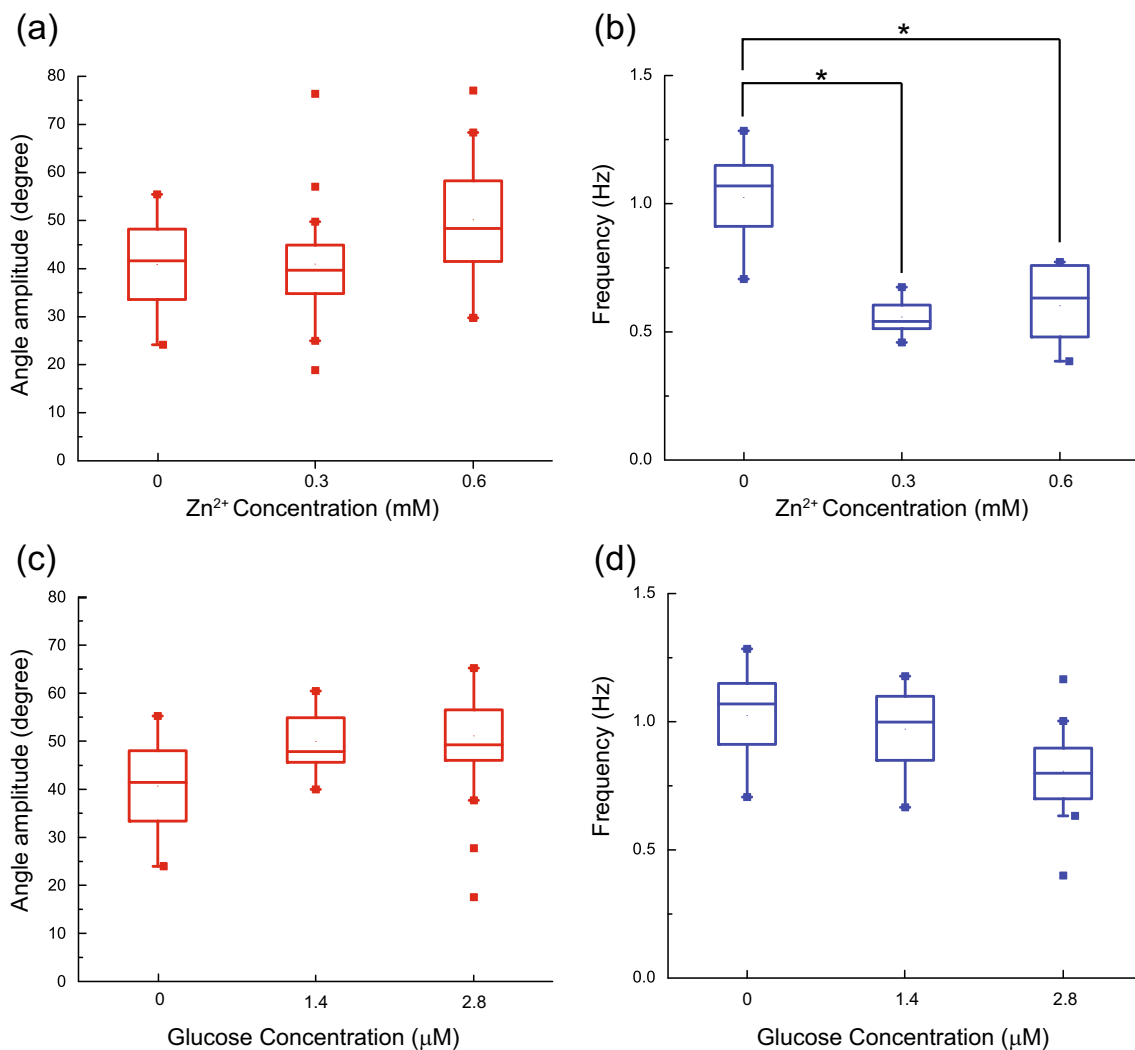 (a)
Angle amplitude (degree)
80
70
60
50
40
30
20
10
0
0 0.3 0.6
Zn²⁺ Concentration (mM)
(b)
* *
Frequency (Hz)
1.5
1.0
0.5
0.0
0 0.3 0.6
Zn²⁺ Concentration (mM)
(c)
Angle amplitude (degree)
80
70
60
50
40
30
20
10
0
0 1.4 2.8
Glucose Concentration (μM)
(d)
Frequency (Hz)
1.5
1.0
0.5
0.0
0 1.4 2.8
Glucose Concentration (μM)